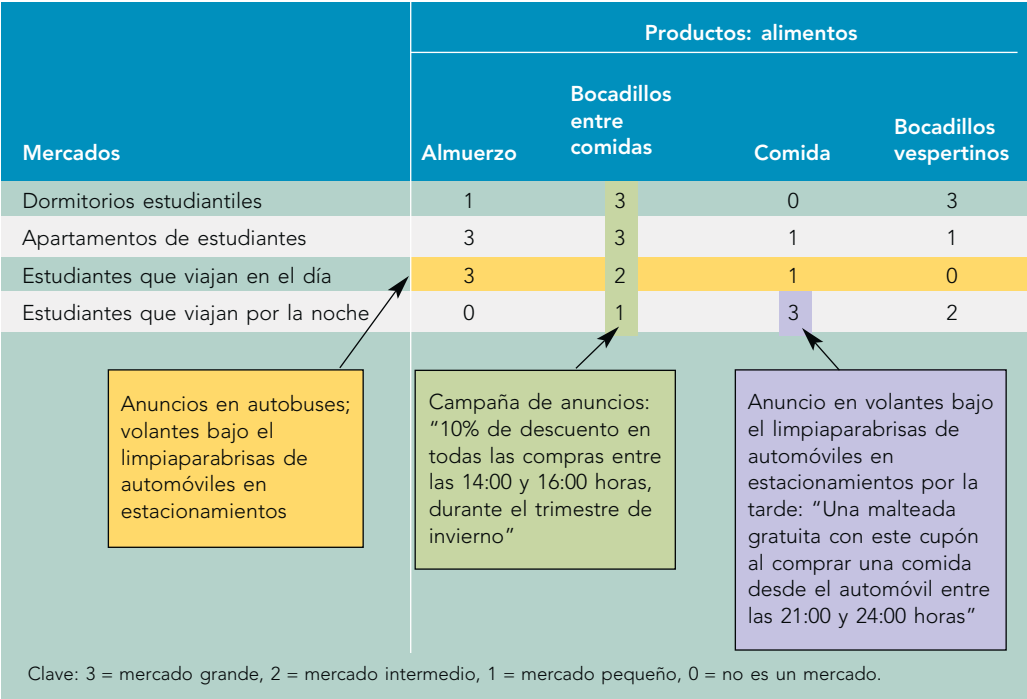 Productos: alimentos
Mercados
Almuerzo
Bocadillos
entre
comidas
Comida
Bocadillos
vespertinos
Dormitorios estudiantiles 1 3 0 3
Apartamentos de estudiantes 3 3 1 1
Estudiantes que viajan en el día 3 2 1 0
Estudiantes que viajan por la noche 0 1 3 2
Anuncios en autobuses;
volantes bajo el
limpiaparabrisas de
automóviles en
estacionamientos
Campaña de anuncios:
“10% de descuento en
todas las compras entre
las 14:00 y 16:00 horas,
durante el trimestre de
invierno”
Anuncio en volantes bajo
el limpiaparabrisas de
automóviles en
estacionamientos por la
tarde: “Una malteada
gratuita con este cupón
al comprar una comida
desde el automóvil entre
las 21:00 y 24:00 horas”
Clave: 3 = mercado grande, 2 = mercado intermedio, 1 = mercado pequeño, 0 = no es un mercado.